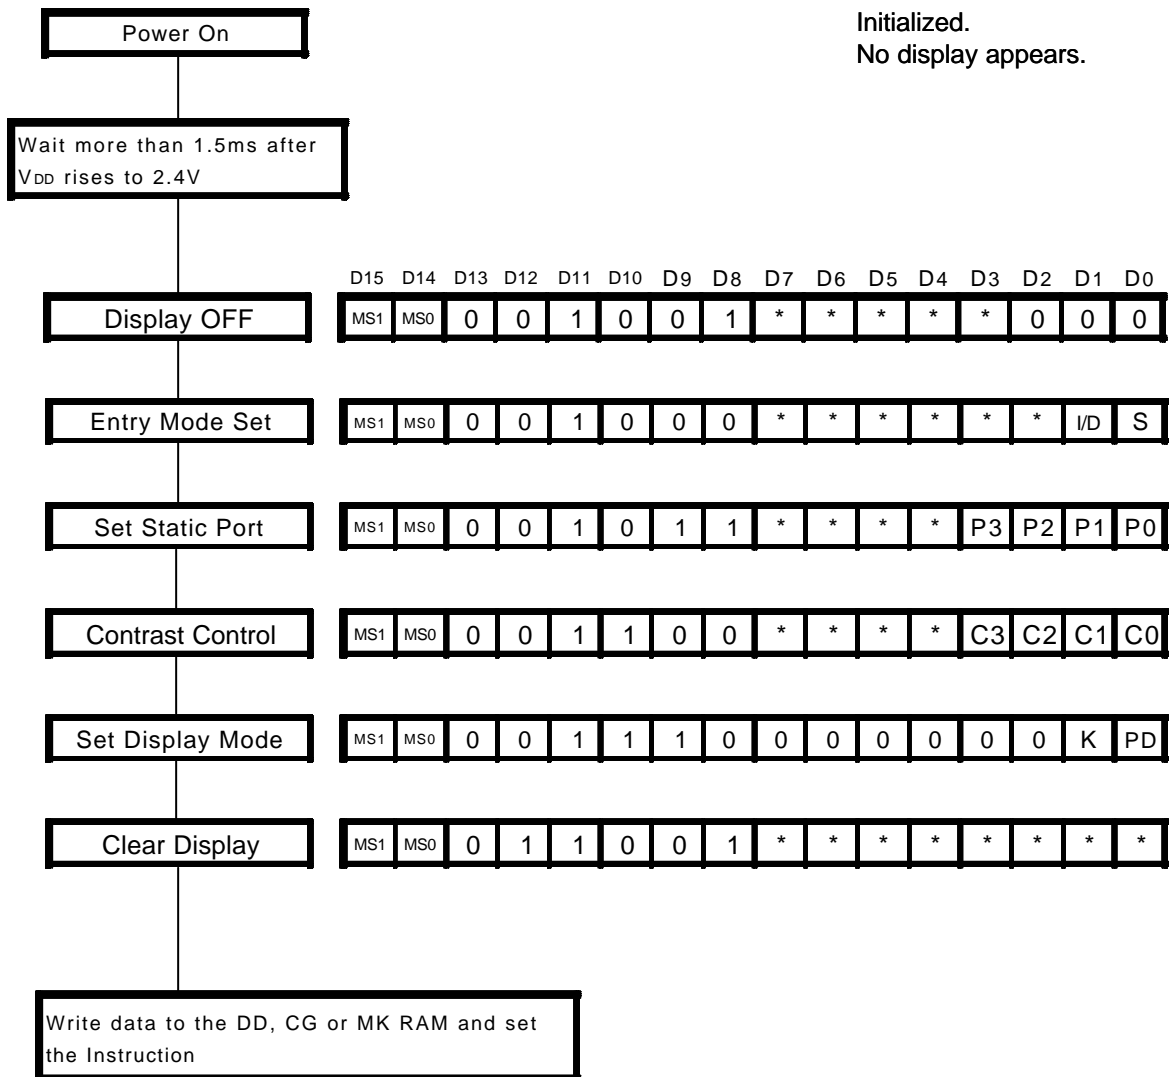 Power On
Initialized.
No display appears.
Wait more than 1.5ms after
VDD rises to 2.4V
D15 D14 D13 D12 D11 D10 D9 D8 D7 D6 D5 D4 D3 D2 D1 D0
Display OFF MS1 MS0 0 0 1 0 0 1 * * * * * 0 0 0
Entry Mode Set MS1 MS0 0 0 1 0 0 0 * * * * * * I/D S
Set Static Port MS1 MS0 0 0 1 0 1 1 * * * * P3 P2 P1 P0
Contrast Control MS1 MS0 0 0 1 1 0 0 * * * * C3 C2 C1 C0
Set Display Mode MS1 MS0 0 0 1 1 1 0 0 0 0 0 0 0 K PD
Clear Display MS1 MS0 0 1 1 0 0 1 * * * * * * * *
Write data to the DD, CG or MK RAM and set
the Instruction